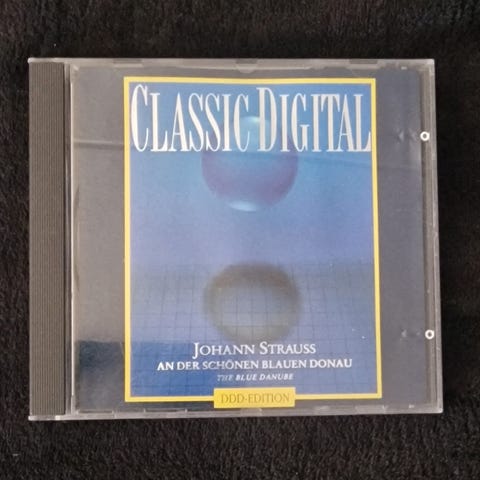 CLASSIC DIGITAL
JOHANN STRAUSS
AN DER SCHÖNEN BLAUEN DONAU
THE BLUE DANUBE
DDD-EDITION